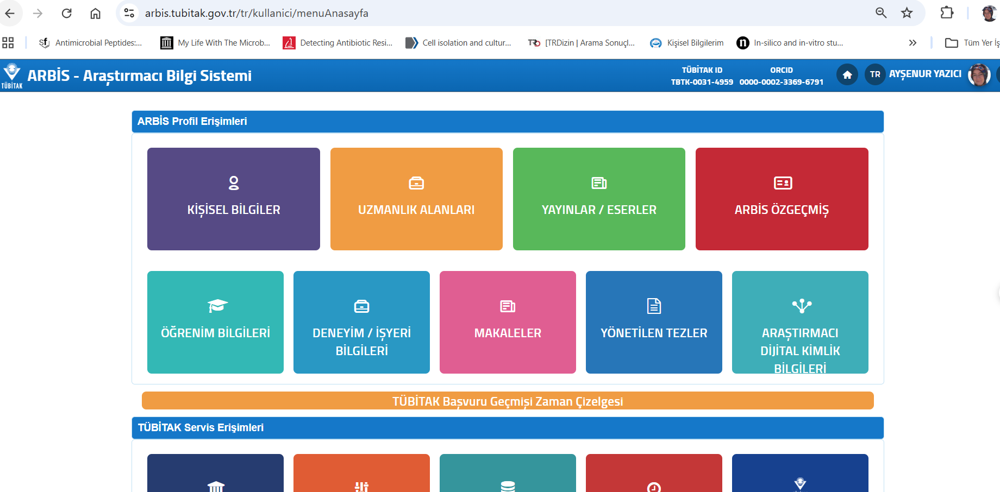 arbis.tubitak.gov.tr/tr/kullanici/menuAnasayfa
Antimicrobial Peptides:...
My Life With The Microb...
Detecting Antibiotic Resi...
Cell isolation and cultur...
[TRDizin | Arama Sonuçl...
Kişisel Bilgilerim
In-silico and in-vitro stu...
Tüm Yer İş
TÜBİTAK
ARBİS - Araştırmacı Bilgi Sistemi
TÜBİTAK ID
TBTK-0031-4959
ORCID
0000-0002-3369-6791
TR
AYŞENUR YAZICI
ARBİS Profil Erişimleri
KİŞİSEL BİLGİLER
UZMANLIK ALANLARI
YAYINLAR / ESERLER
ARBİS ÖZGEÇMİŞ
ÖĞRENİM BİLGİLERİ
DENEYİM / İŞYERİ
BİLGİLERİ
MAKALELER
YÖNETİLEN TEZLER
ARAŞTIRMACI
DİJİTAL KİMLİK
BİLGİLERİ
TÜBİTAK Başvuru Geçmişi Zaman Çizelgesi
TÜBİTAK Servis Erişimleri